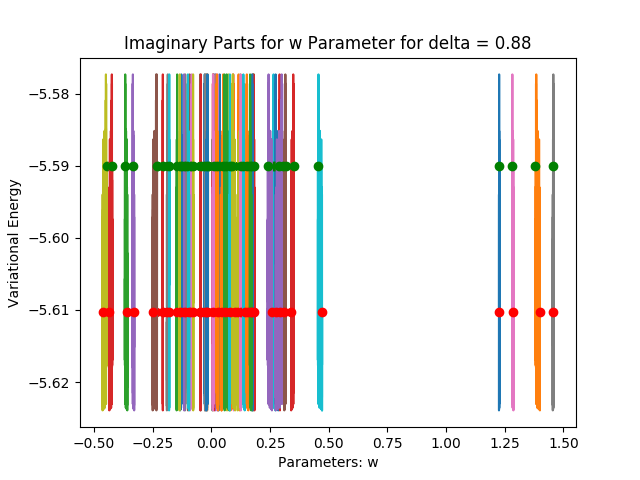 Imaginary Parts for w Parameter for delta = 0.88
Variational Energy
−5.58
−5.59
−5.60
−5.61
−5.62
−0.50 −0.25 0.00 0.25 0.50 0.75 1.00 1.25 1.50
Parameters: w